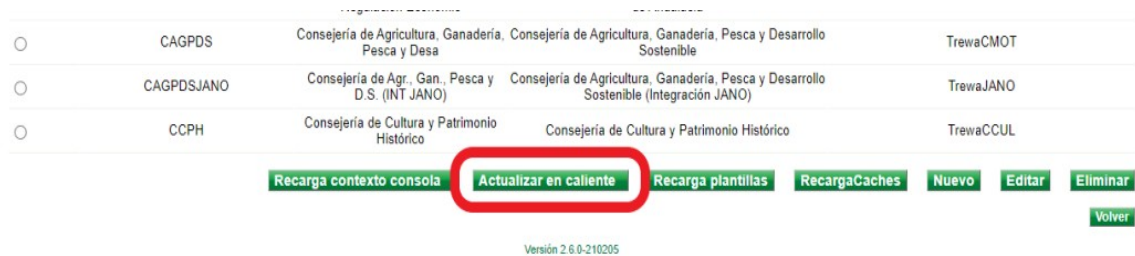 CAGPDS
Consejería de Agricultura, Ganadería,
Pesca y Desa
Consejería de Agricultura, Ganadería, Pesca y Desarrollo
Sostenible
TrewaCMOT
CAGPDSJANO
Consejería de Agr., Gan., Pesca y
D.S. (INT JANO)
Consejería de Agricultura, Ganadería, Pesca y Desarrollo
Sostenible (Integración JANO)
TrewaJANO
CCPH
Consejería de Cultura y Patrimonio
Histórico
Consejería de Cultura y Patrimonio Histórico
TrewaCCUL
Recarga contexto consola Actualizar en caliente Recarga plantillas RecargaCaches Nuevo Editar Eliminar
Volver
Versión 2.6.0-210205